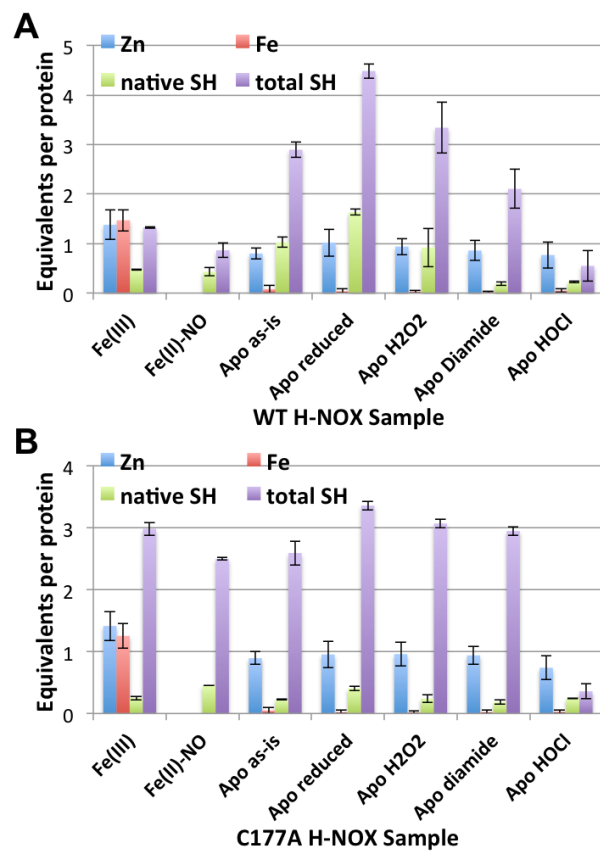 A
Zn Fe
native SH total SH
Equivalents per protein
5
4
3
2
1
0
Fe(III) Fe(II)-NO Apo as-is Apo reduced Apo H2O2 Apo Diamide Apo HOCl
WT H-NOX Sample
B
Zn Fe
native SH total SH
Equivalents per protein
4
3
2
1
0
Fe(III) Fe(II)-NO Apo as-is Apo reduced Apo H2O2 Apo diamide Apo HOCl
C177A H-NOX Sample